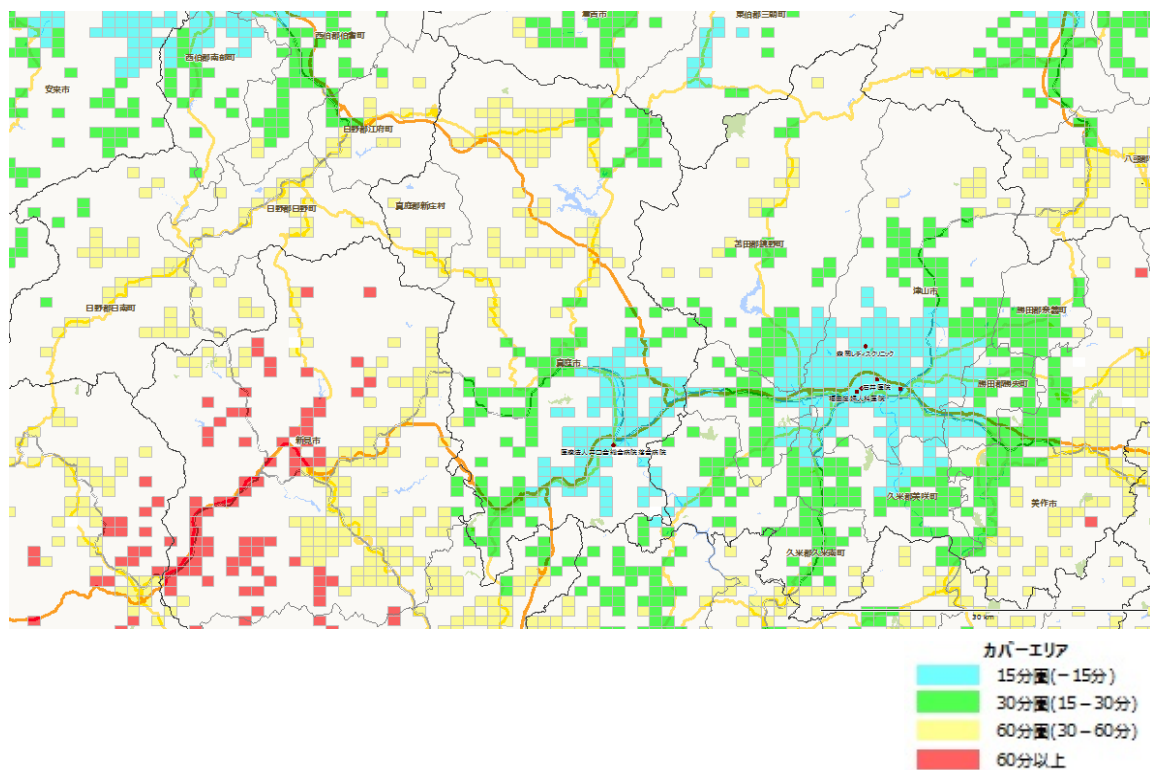 西伯郡伯耆町
東伯郡三朝町
西伯郡南部町
安来市
日野郡江府町
真庭郡新庄村
日野郡日野町
苫田郡鏡野町
津山市
日野郡日南町
勝田郡奈義町
真庭市
勝田郡勝央町
新見市
久米郡美咲町
美作市
久米郡久米南町
30 km
カバーエリア
15分圏(－15分)
30分圏(15－30分)
60分圏(30－60分)
60分以上